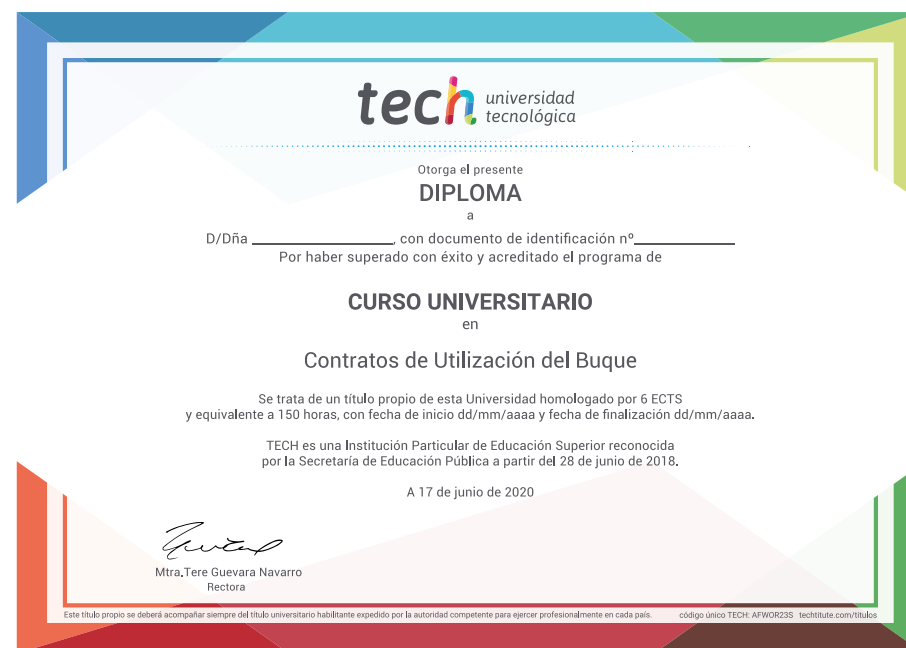 tech universidad
tecnológica
Otorga el presente
DIPLOMA
a
D/Dña ____________________, con documento de identificación nº______________
Por haber superado con éxito y acreditado el programa de
CURSO UNIVERSITARIO
en
Contratos de Utilización del Buque
Se trata de un título propio de esta Universidad homologado por 6 ECTS
y equivalente a 150 horas, con fecha de inicio dd/mm/aaaa y fecha de finalización dd/mm/aaaa.
TECH es una Institución Particular de Educación Superior reconocida
por la Secretaría de Educación Pública a partir del 28 de junio de 2018.
A 17 de junio de 2020
Mtra.Tere Guevara Navarro
Rectora
Este título propio se deberá acompañar siempre del título universitario habilitante expedido por la autoridad competente para ejercer profesionalmente en cada país. código único TECH: AFWOR23S techtitute.com/títulos